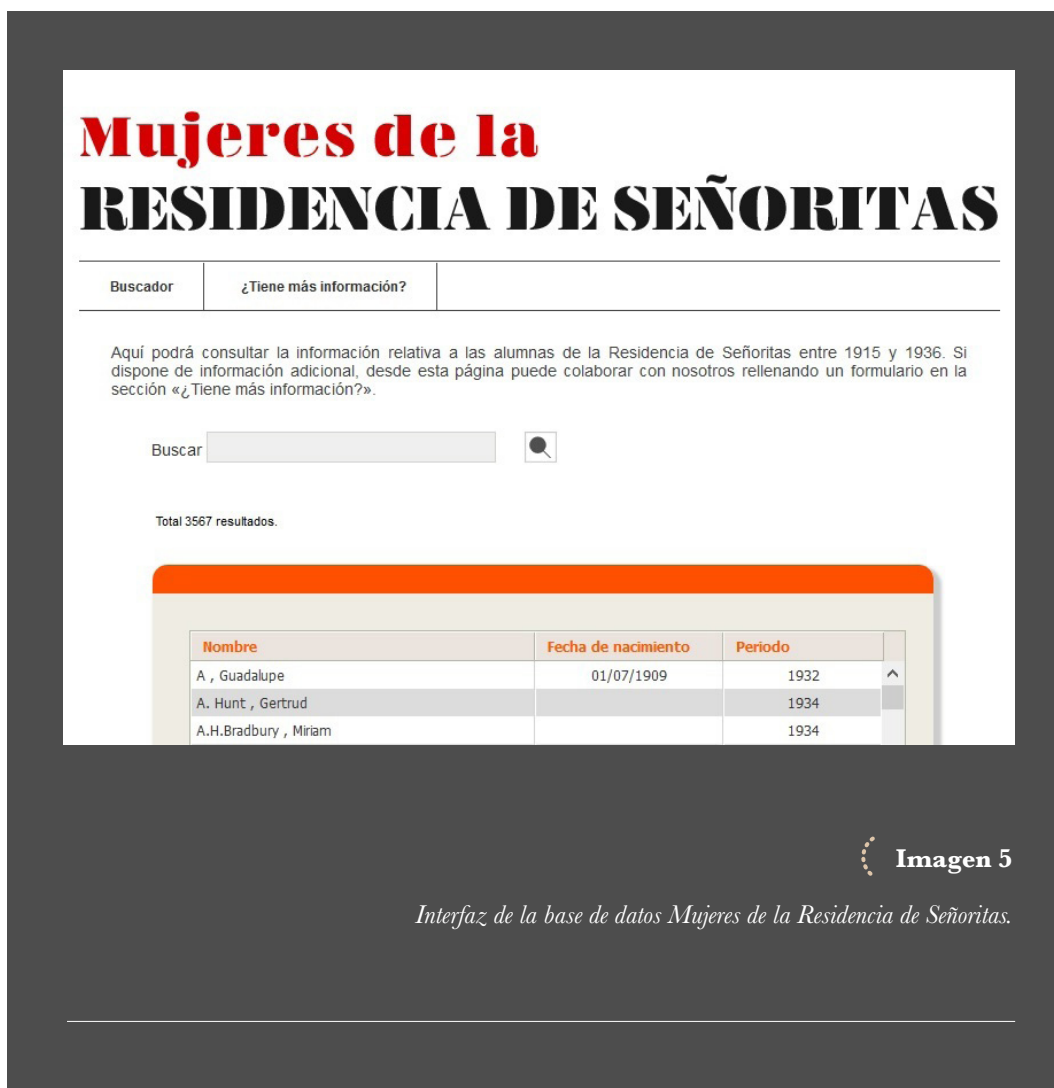 Mujeres de la
RESIDENCIA DE SEÑORITAS
Buscador ¿Tiene más información?
Aquí podrá consultar la información relativa a las alumnas de la Residencia de Señoritas entre 1915 y 1936. Si
dispone de información adicional, desde esta página puede colaborar con nosotros rellenando un formulario en la
sección «¿Tiene más información?».
Buscar
Total 3567 resultados.
Nombre Fecha de nacimiento Periodo
A , Guadalupe 01/07/1909 1932
A. Hunt , Gertrud 1934
A.H.Bradbury , Miriam 1934
Imagen 5
Interfaz de la base de datos Mujeres de la Residencia de Señoritas.